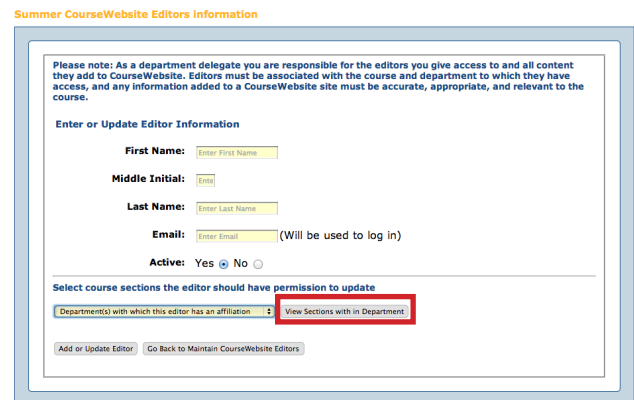 Summer CourseWebsite Editors Information
Please note: As a department delegate you are responsible for the editors you give access to and all content
they add to CourseWebsite. Editors must be associated with the course and department to which they have
access, and any information added to a CourseWebsite site must be accurate, appropriate, and relevant to the
course.
Enter or Update Editor Information
First Name: Enter First Name
Middle Initial: Ente
Last Name: Enter Last Name
Email: Enter Email (Will be used to log in)
Active: Yes No
Select course sections the editor should have permission to update
Department(s) with which this editor has an affiliation View Sections with in Department
Add or Update Editor Go Back to Maintain CourseWebsite Editors